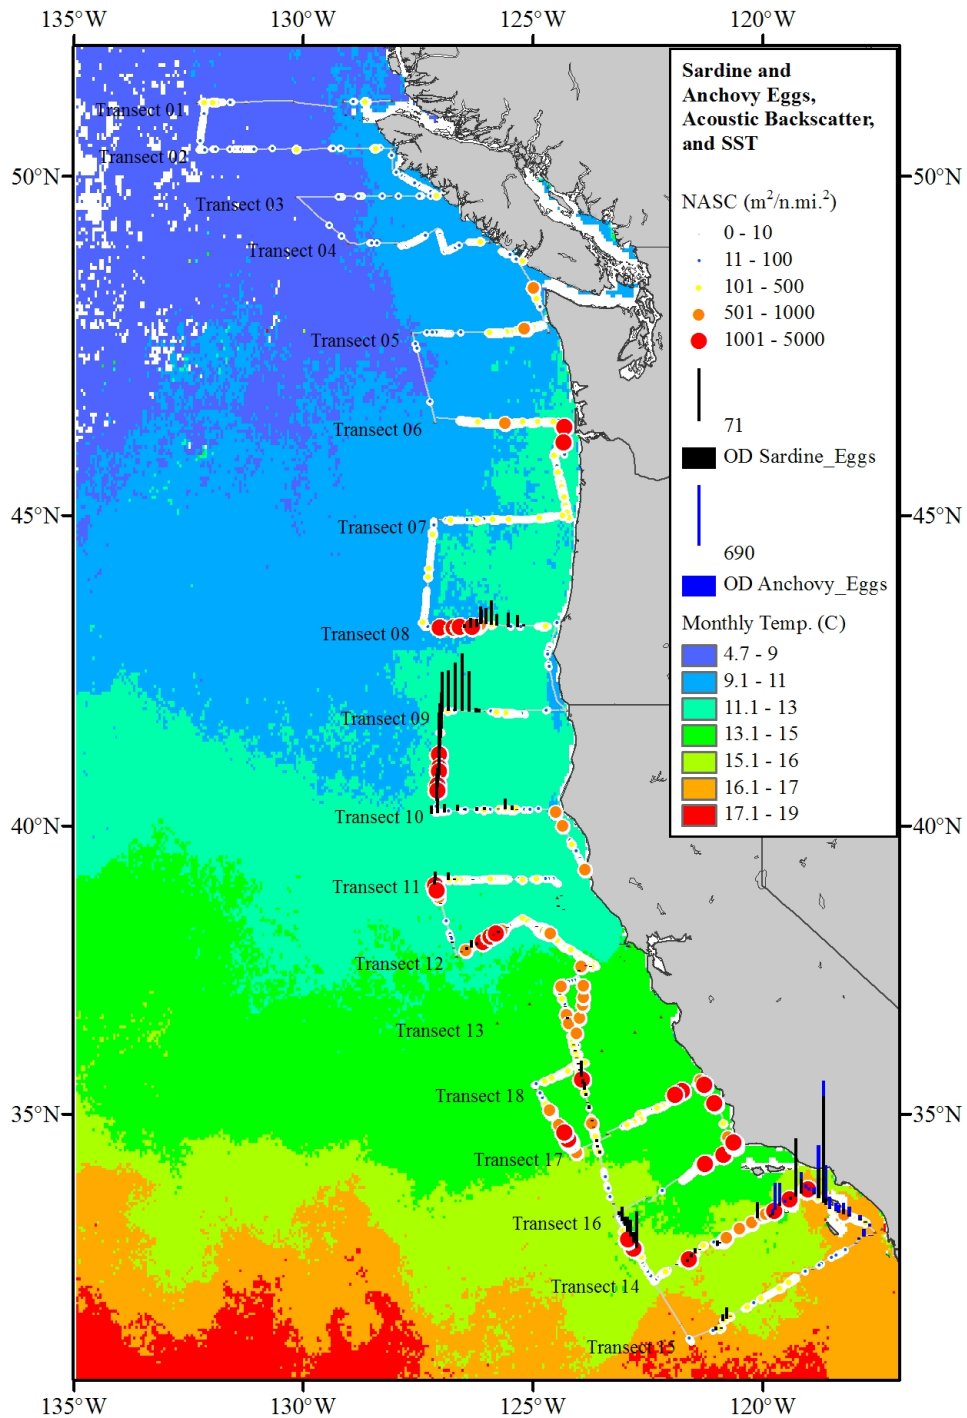 135°W 130°W 125°W 120°W
Sardine and
Anchovy Eggs,
Acoustic Backscatter,
and SST
NASC (m²/n.mi.²)
0 - 10
11 - 100
101 - 500
501 - 1000
1001 - 5000
71
OD Sardine_Eggs
690
OD Anchovy_Eggs
Monthly Temp. (C)
4.7 - 9
9.1 - 11
11.1 - 13
13.1 - 15
15.1 - 16
16.1 - 17
17.1 - 19
Transect 01
Transect 02
50°N 50°N
Transect 03
Transect 04
Transect 05
Transect 06
45°N 45°N
Transect 07
Transect 08
Transect 09
Transect 10
40°N 40°N
Transect 11
Transect 12
Transect 13
Transect 18
35°N 35°N
Transect 17
Transect 16
Transect 14
Transect 15
135°W 130°W 125°W 120°W